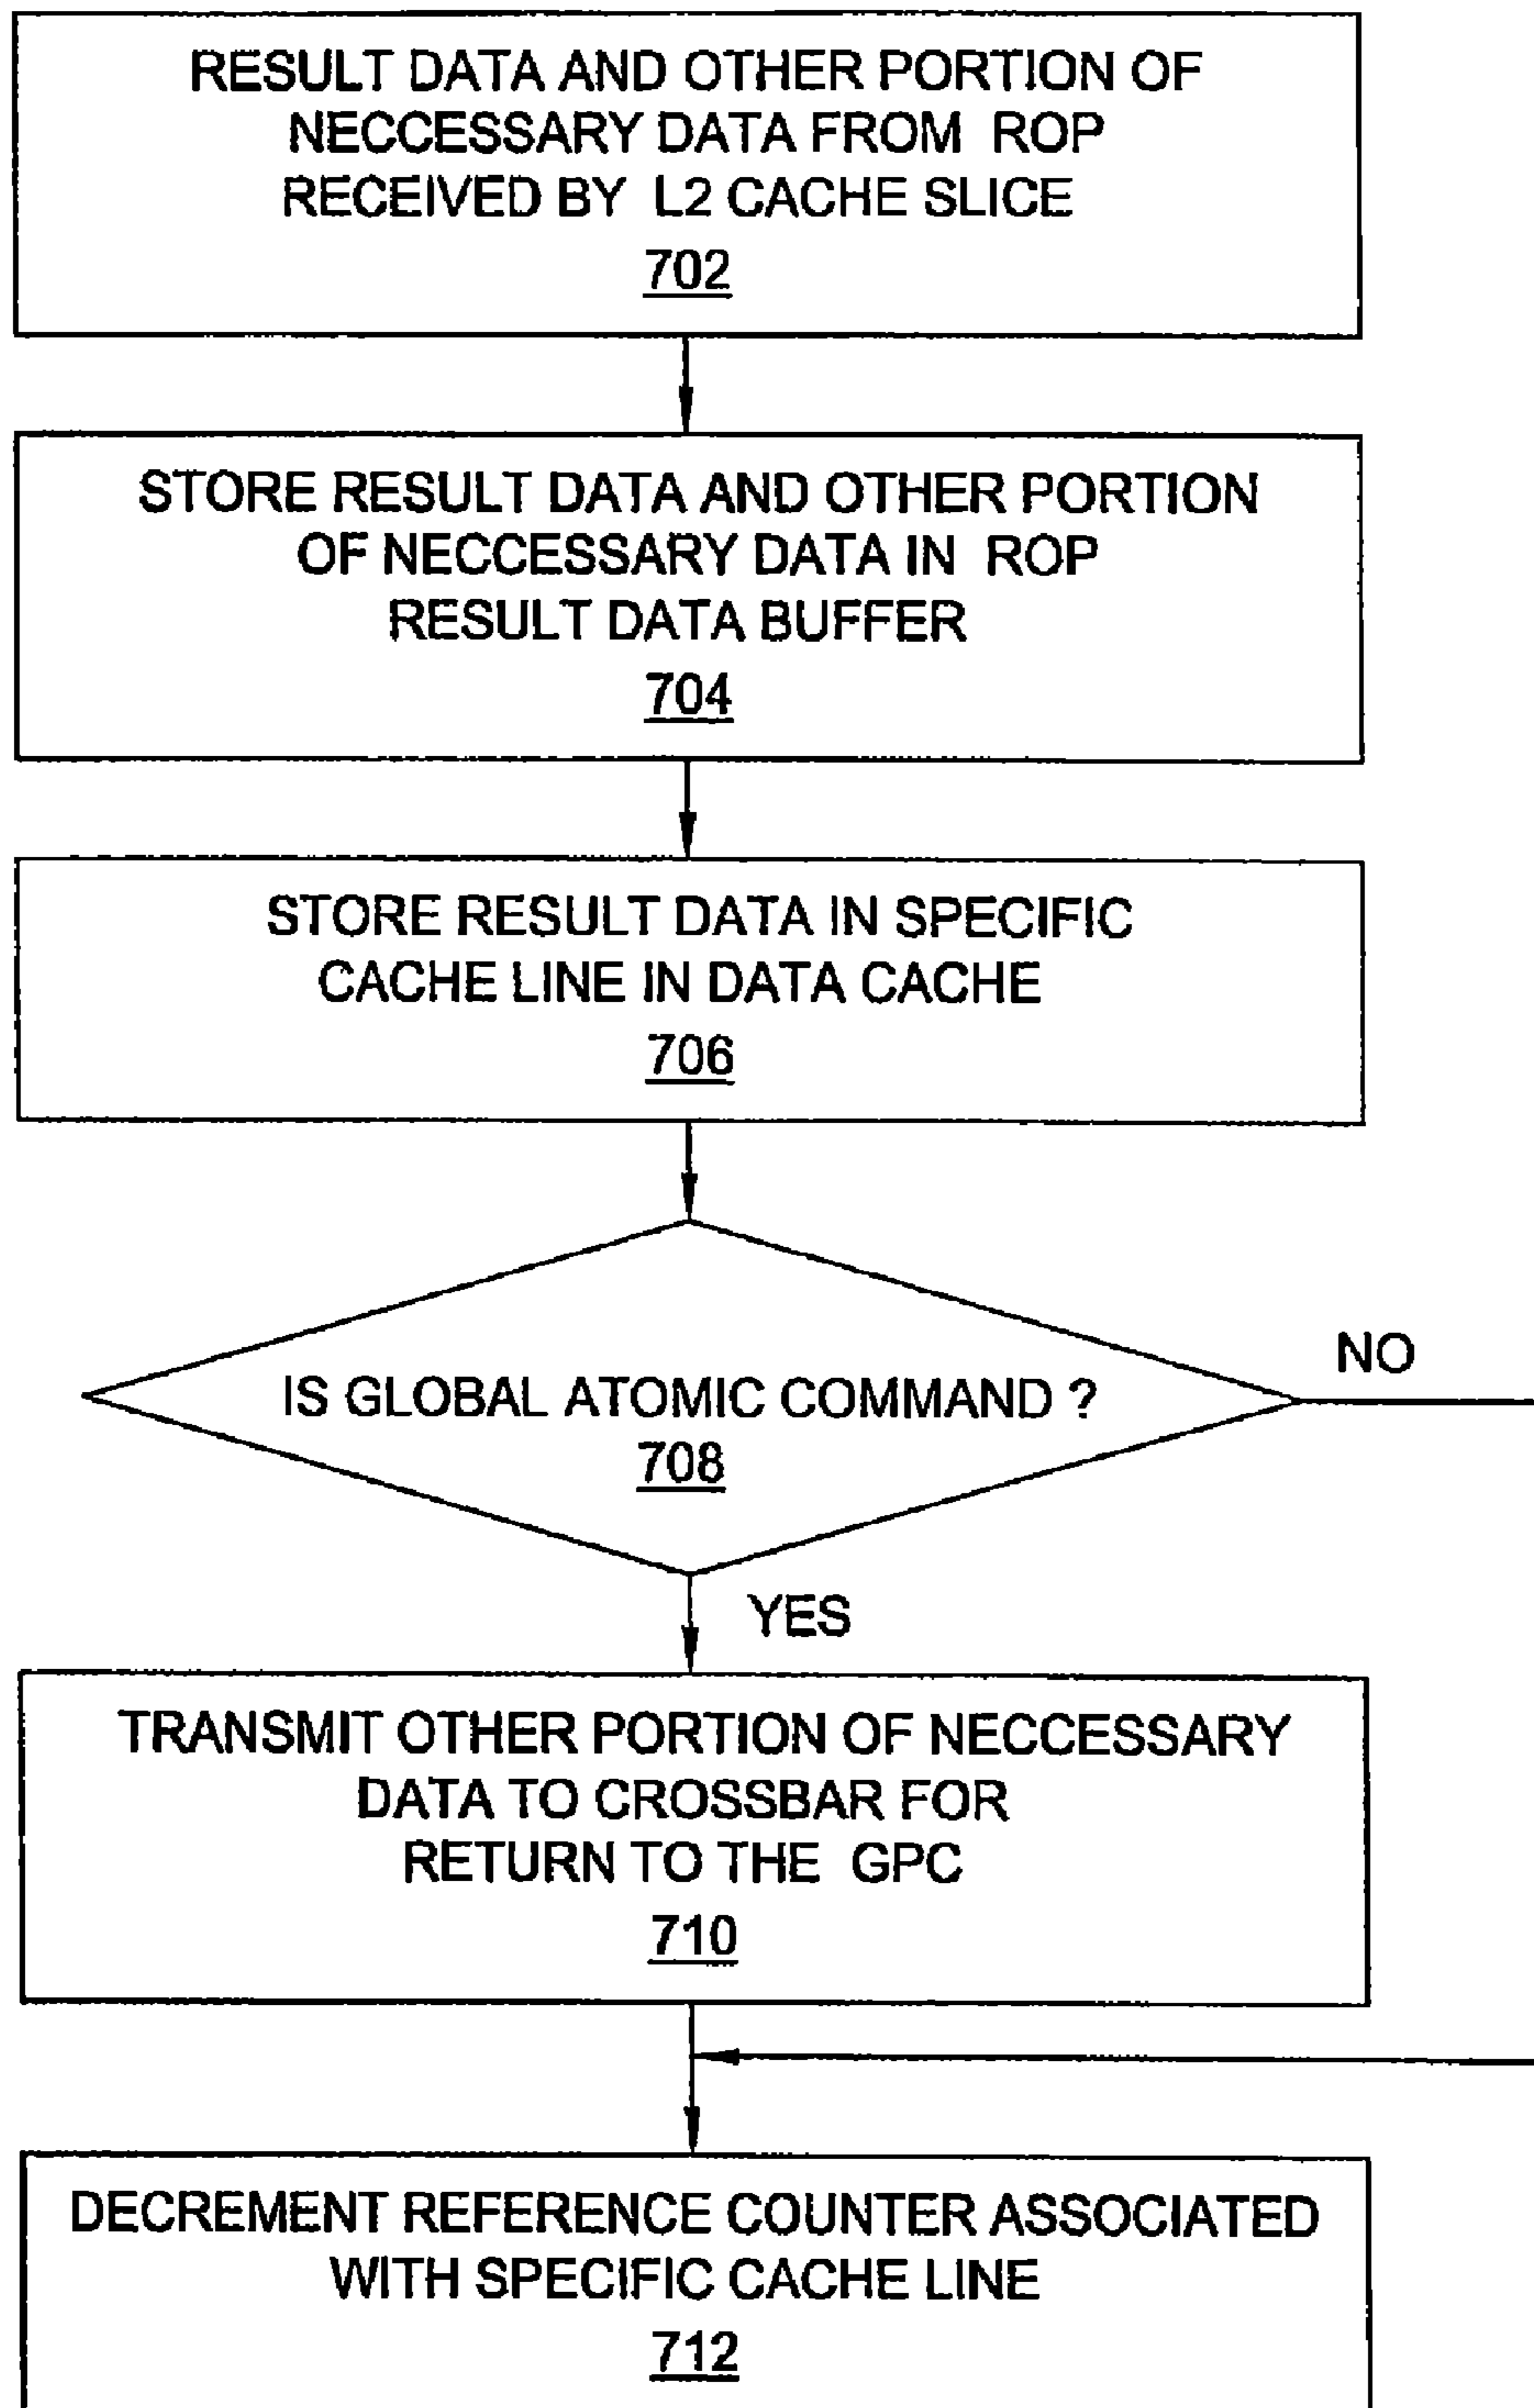 RESULT DATA AND OTHER PORTION OF
NECCESSARY DATA FROM ROP
RECEIVED BY L2 CACHE SLICE
702
STORE RESULT DATA AND OTHER PORTION
OF NECCESSARY DATA IN ROP
RESULT DATA BUFFER
704
STORE RESULT DATA IN SPECIFIC
CACHE LINE IN DATA CACHE
706
NO
IS GLOBAL ATOMIC COMMAND ?
708
YES
TRANSMIT OTHER PORTION OF NECCESSARY
DATA TO CROSSBAR FOR
RETURN TO THE GPC
710
DECREMENT REFERENCE COUNTER ASSOCIATED
WITH SPECIFIC CACHE LINE
712